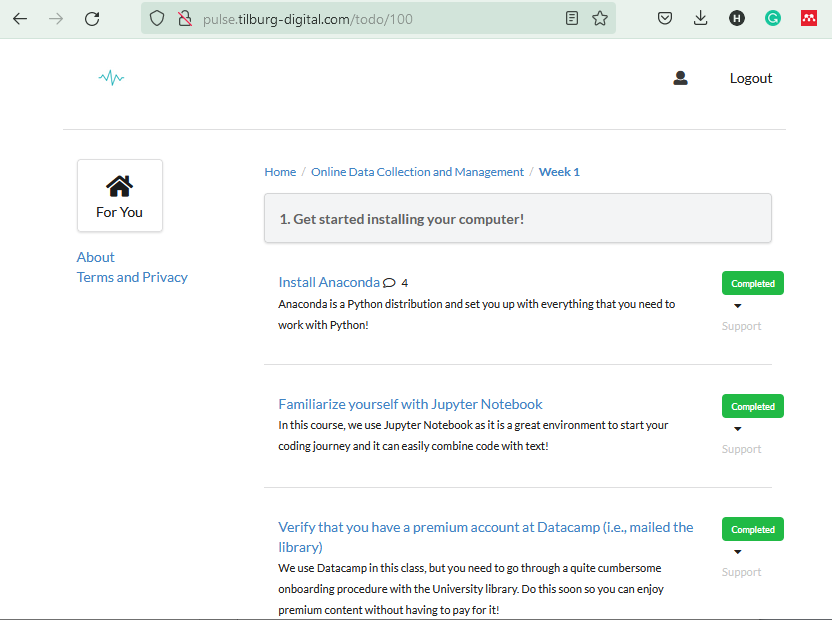 pulse.tilburg-digital.com/todo/100
H
G
Logout
For You
About
Terms and Privacy
Home / Online Data Collection and Management / Week 1
1. Get started installing your computer!
Install Anaconda 4
Completed
Anaconda is a Python distribution and set you up with everything that you need to
work with Python!
Support
Familiarize yourself with Jupyter Notebook
Completed
In this course, we use Jupyter Notebook as it is a great environment to start your
coding journey and it can easily combine code with text!
Support
Verify that you have a premium account at Datacamp (i.e., mailed the
library)
Completed
We use Datacamp in this class, but you need to go through a quite cumbersome
onboarding procedure with the University library. Do this soon so you can enjoy
premium content without having to pay for it!
Support